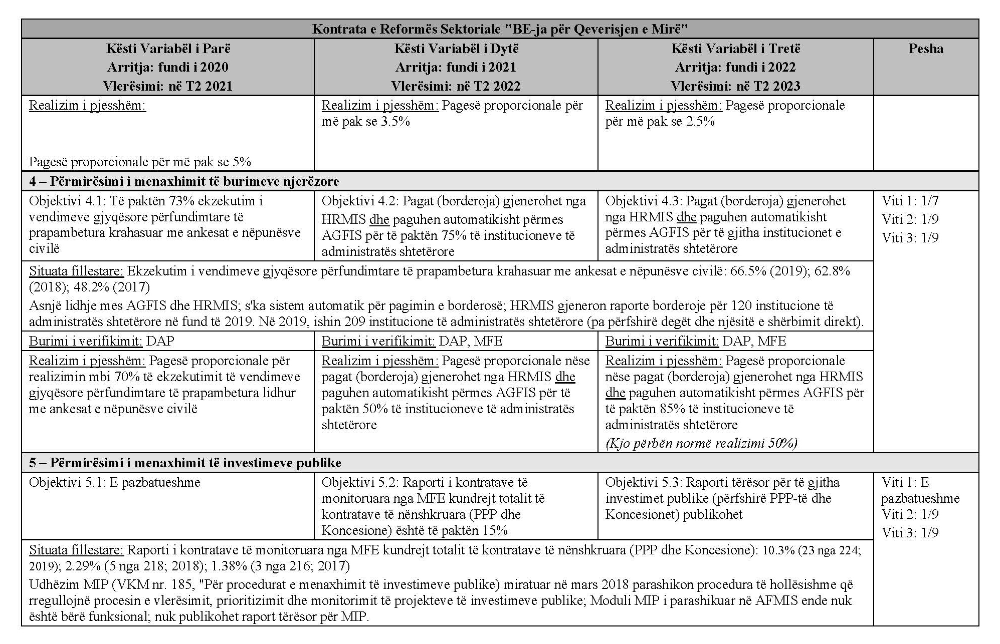 Kontrata e Reformës Sektoriale "BE-ja për Qeverisjen e Mirë"
Kësti Variabël i Parë
Arritja: fundi i 2020
Vlerësimi: në T2 2021
Kësti Variabël i Dytë
Arritja: fundi i 2021
Vlerësimi: në T2 2022
Kësti Variabël i Tretë
Arritja: fundi i 2022
Vlerësimi: në T2 2023
Pesha
Realizim i pjesshëm:
Pagesë proporcionale për më pak se 5%
Realizim i pjesshëm: Pagesë proporcionale për
më pak se 3.5%
Realizim i pjesshëm: Pagesë proporcionale
për më pak se 2.5%
4 – Përmirësimi i menaxhimit të burimeve njerëzore
Objektivi 4.1: Të paktën 73% ekzekutim i
vendimeve gjyqësore përfundimtare të
prapambetura krahasuar me ankesat e nëpunësve
civilë
Objektivi 4.2: Pagat (borderoja) gjenerohet nga
HRMIS dhe paguhen automatikisht përmes
AGFIS për të paktën 75% të institucioneve të
administratës shtetërore
Objektivi 4.3: Pagat (borderoja) gjenerohet
nga HRMIS dhe paguhen automatikisht
përmes AGFIS për të gjitha institucionet e
administratës shtetërore
Viti 1: 1/7
Viti 2: 1/9
Viti 3: 1/9
Situata fillestare: Ekzekutim i vendimeve gjyqësore përfundimtare të prapambetura krahasuar me ankesat e nëpunësve civilë: 66.5% (2019); 62.8%
(2018); 48.2% (2017)
Asnjë lidhje mes AGFIS dhe HRMIS; s'ka sistem automatik për pagimin e borderosë; HRMIS gjeneron raporte borderoje për 120 institucione të
administratës shtetërore në fund të 2019. Në 2019, ishin 209 institucione të administratës shtetërore (pa përfshirë degët dhe njësitë e shërbimit direkt).
Burimi i verifikimit: DAP
Burimi i verifikimit: DAP, MFE
Burimi i verifikimit: DAP, MFE
Realizim i pjesshëm: Pagesë proporcionale për
realizimin mbi 70% të ekzekutimit të vendimeve
gjyqësore përfundimtare të prapambetura lidhur
me ankesat e nëpunësve civilë
Realizim i pjesshëm: Pagesë proporcionale nëse
pagat (borderoja) gjenerohet nga HRMIS dhe
paguhen automatikisht përmes AGFIS për të
paktën 50% të institucioneve të administratës
shtetërore
Realizim i pjesshëm: Pagesë proporcionale
nëse pagat (borderoja) gjenerohet nga HRMIS
dhe paguhen automatikisht përmes AGFIS për
të paktën 85% të institucioneve të
administratës shtetërore
(Kjo përbën normë realizimi 50%)
5 – Përmirësimi i menaxhimit të investimeve publike
Objektivi 5.1: E pazbatueshme
Objektivi 5.2: Raporti i kontratave të
monitoruara nga MFE kundrejt totalit të
kontratave të nënshkruara (PPP dhe
Koncesione) është të paktën 15%
Objektivi 5.3: Raporti tërësor për të gjitha
investimet publike (përfshirë PPP-të dhe
Koncesionet) publikohet
Viti 1: E
pazbatueshme
Viti 2: 1/9
Viti 3: 1/9
Situata fillestare: Raporti i kontratave të monitoruara nga MFE kundrejt totalit të kontratave të nënshkruara (PPP dhe Koncesione): 10.3% (23 nga 224;
2019); 2.29% (5 nga 218; 2018); 1.38% (3 nga 216; 2017)
Udhëzim MIP (VKM nr. 185, "Për procedurat e menaxhimit të investimeve publike) miratuar në mars 2018 parashikon procedura të hollësishme që
rregullojnë procesin e vlerësimit, prioritizimit dhe monitorimit të projekteve të investimeve publike; Moduli MIP i parashikuar në AFMIS ende nuk
është bërë funksional; nuk publikohet raport tërësor për MIP.